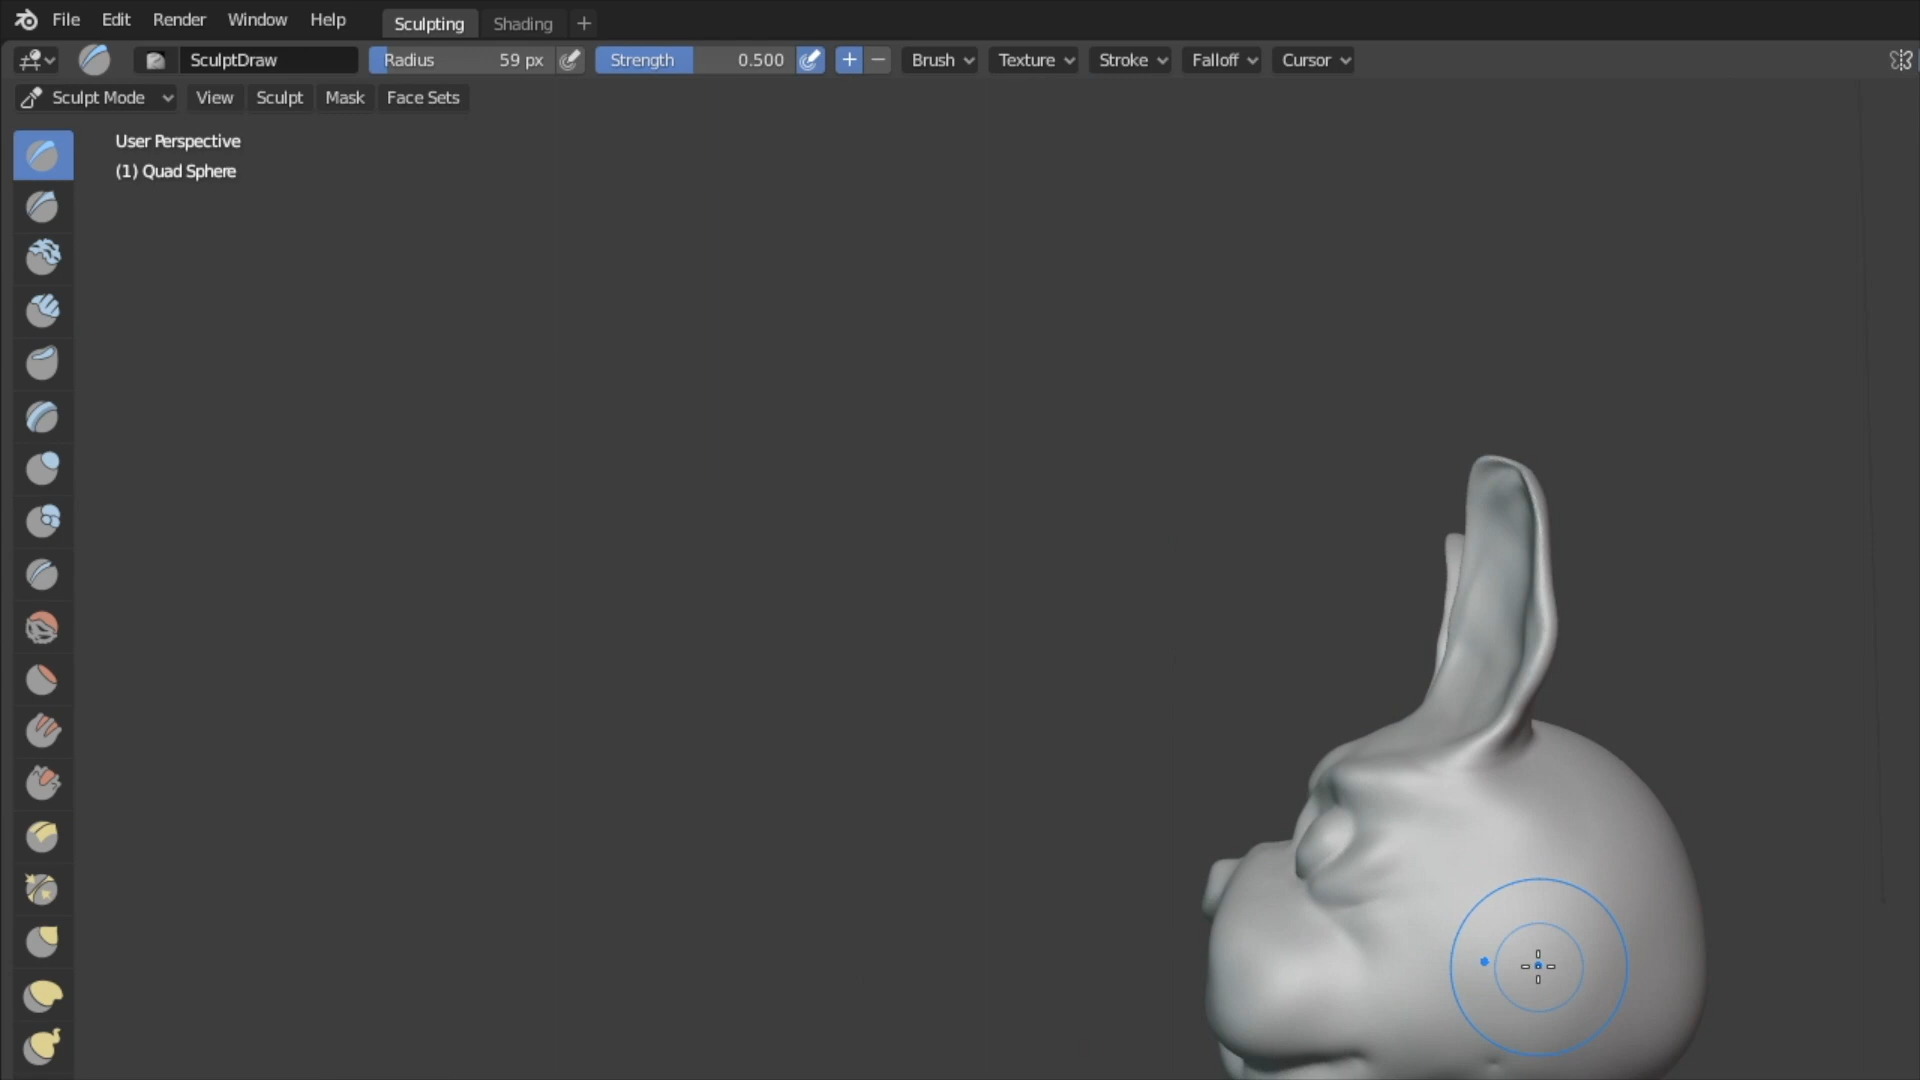 File Edit Render Window Help Sculpting Shading +
SculptDraw Radius 59 px Strength 0.500 + − Brush Texture Stroke Falloff Cursor
Sculpt Mode View Sculpt Mask Face Sets
User Perspective
(1) Quad Sphere